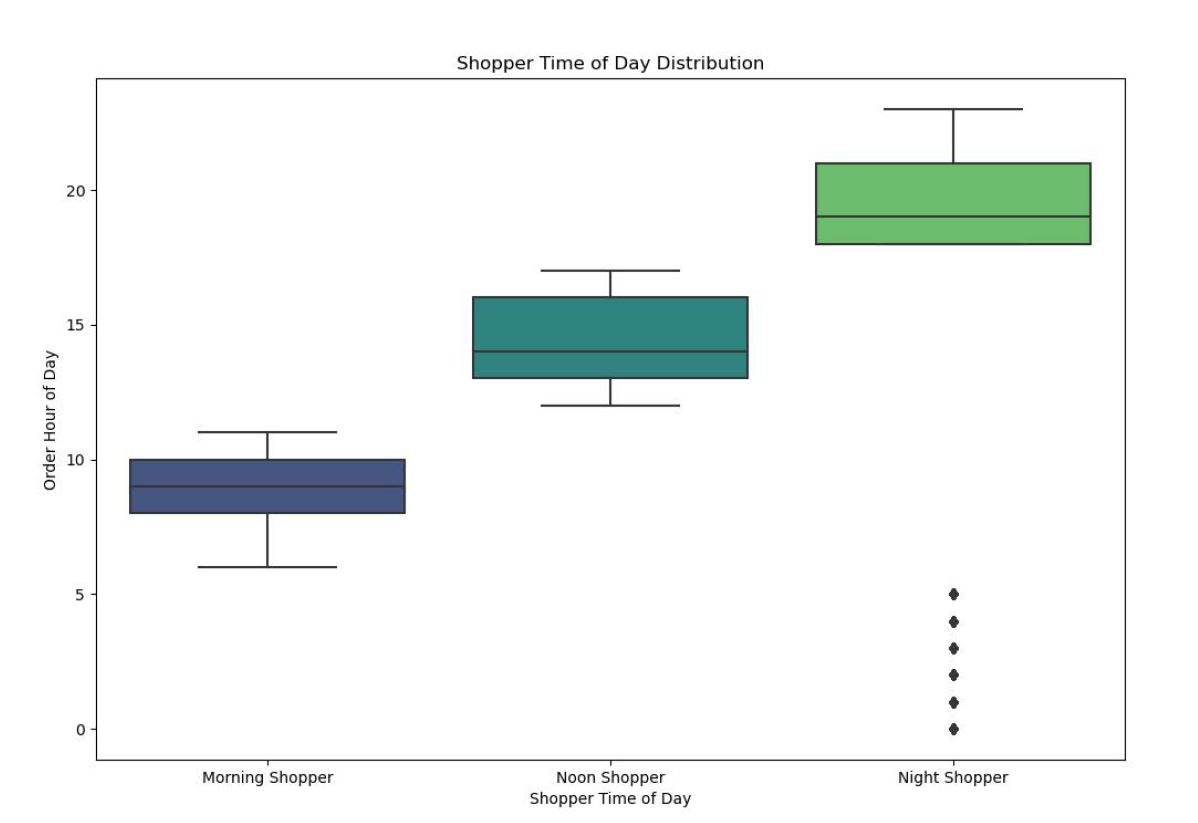 Shopper Time of Day Distribution
Order Hour of Day
20
15
10
5
0
Morning Shopper
Noon Shopper
Night Shopper
Shopper Time of Day